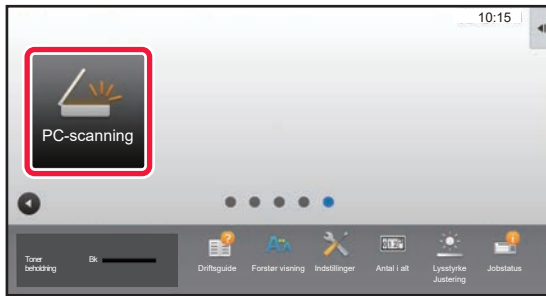 10:15
PC-scanning
Toner
beholdning
Bk
Driftsguide
Forstør visning
Indstillinger
Antal i alt
Lysstyrke
Justering
Jobstatus